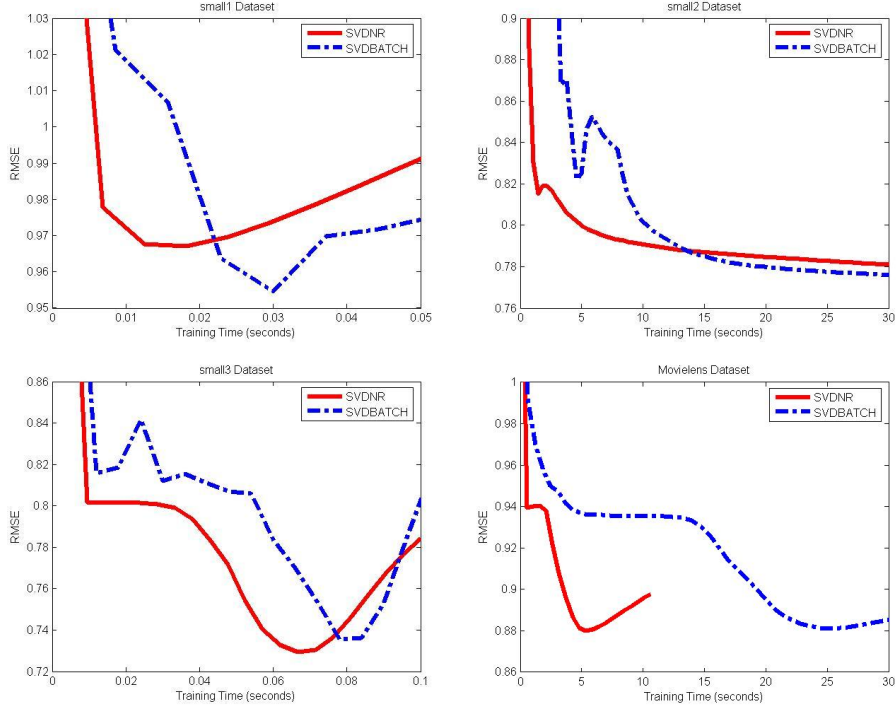 small1 Dataset
1.03
1.02
1.01
1
0.99
0.98
0.97
0.96
0.95
RMSE
SVDNR
SVDBATCH
0 0.01 0.02 0.03 0.04 0.05
Training Time (seconds)
small2 Dataset
0.9
0.88
0.86
0.84
0.82
0.8
0.78
0.76
RMSE
SVDNR
SVDBATCH
0 5 10 15 20 25 30
Training Time (seconds)
small3 Dataset
0.86
0.84
0.82
0.8
0.78
0.76
0.74
0.72
RMSE
SVDNR
SVDBATCH
0 0.02 0.04 0.06 0.08 0.1
Training Time (seconds)
Movielens Dataset
1
0.98
0.96
0.94
0.92
0.9
0.88
0.86
RMSE
SVDNR
SVDBATCH
0 5 10 15 20 25 30
Training Time (seconds)